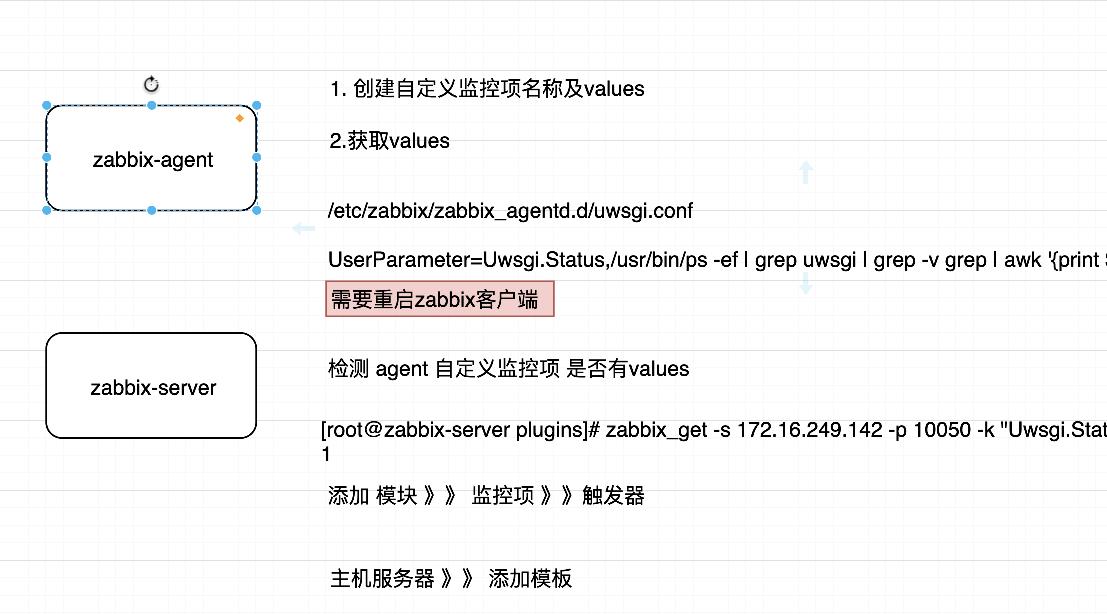 1. 创建自定义监控项名称及values
zabbix-agent
2.获取values
/etc/zabbix/zabbix_agentd.d/uwsgi.conf
UserParameter=Uwsgi.Status,/usr/bin/ps -ef | grep uwsgi | grep -v grep | awk '{print
需要重启zabbix客户端
检测 agent 自定义监控项 是否有values
zabbix-server
[root@zabbix-server plugins]# zabbix_get -s 172.16.249.142 -p 10050 -k "Uwsgi.Stat
1
添加 模块 》》 监控项 》》触发器
主机服务器 》》 添加模板